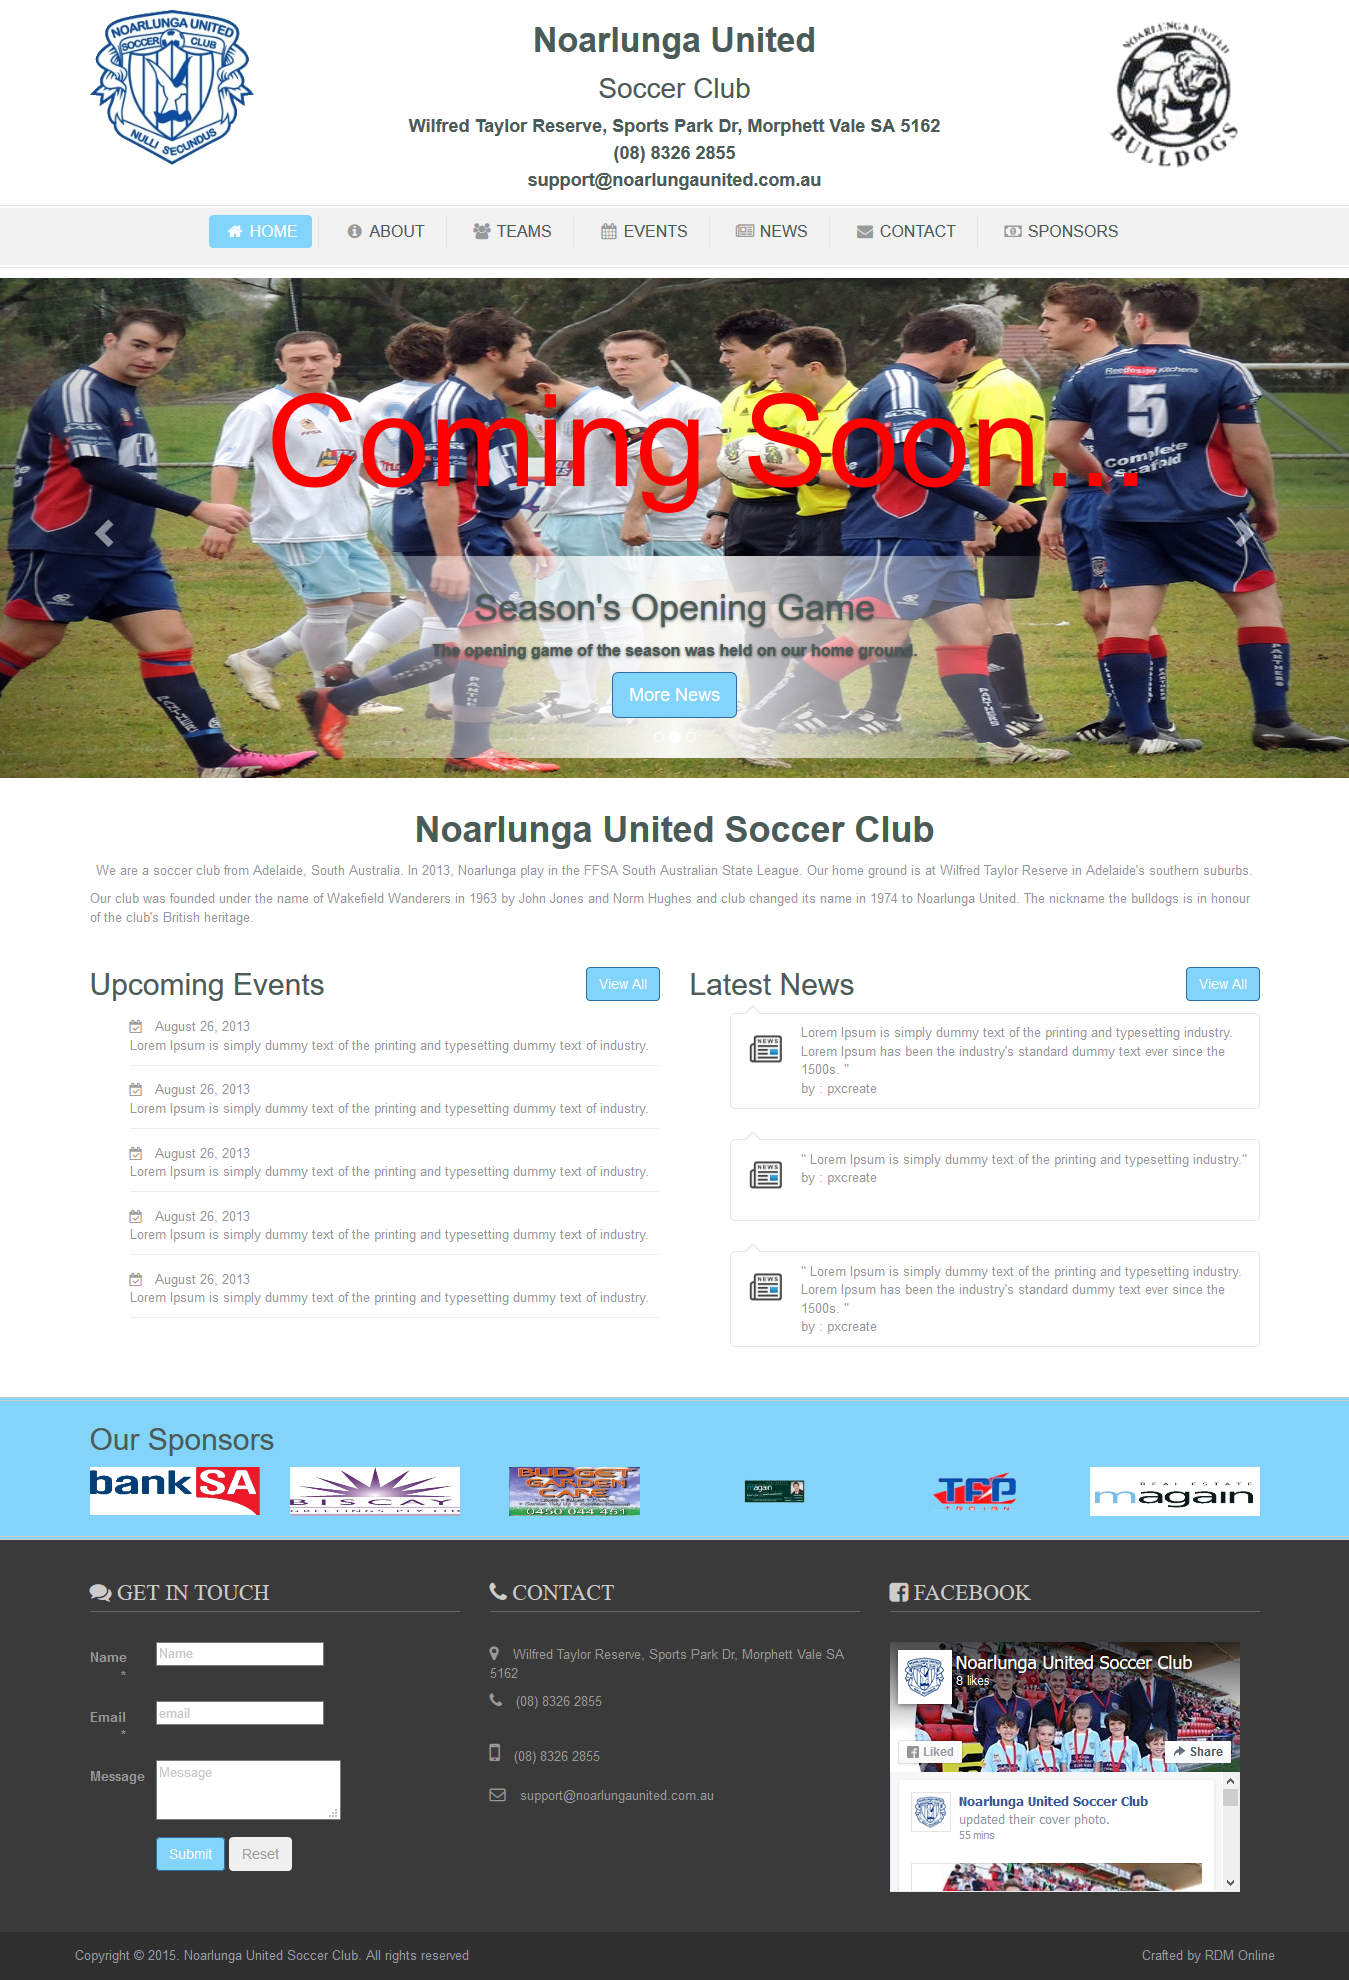 NOARLUNGA UNITED
SOCCER CLUB
NULLI SECUNDUS
Noarlunga United
Soccer Club
Wilfred Taylor Reserve, Sports Park Dr, Morphett Vale SA 5162
(08) 8326 2855
support@noarlungaunited.com.au
NOARLUNGA UNITED
BULLDOGS
HOME
ABOUT
TEAMS
EVENTS
NEWS
CONTACT
SPONSORS
Reedesign Kitchens
5
Complete
Scaffold
Coming Soon...
Season's Opening Game
The opening game of the season was held on our home ground.
More News
PANTHERS
PANTHERS
PANTHERS
Noarlunga United Soccer Club
We are a soccer club from Adelaide, South Australia. In 2013, Noarlunga play in the FFSA South Australian State League. Our home ground is at Wilfred Taylor Reserve in Adelaide's southern suburbs.
Our club was founded under the name of Wakefield Wanderers in 1963 by John Jones and Norm Hughes and club changed its name in 1974 to Noarlunga United. The nickname the bulldogs is in honour
of the club's British heritage.
Upcoming Events
View All
August 26, 2013
Lorem Ipsum is simply dummy text of the printing and typesetting dummy text of industry.
August 26, 2013
Lorem Ipsum is simply dummy text of the printing and typesetting dummy text of industry.
August 26, 2013
Lorem Ipsum is simply dummy text of the printing and typesetting dummy text of industry.
August 26, 2013
Lorem Ipsum is simply dummy text of the printing and typesetting dummy text of industry.
August 26, 2013
Lorem Ipsum is simply dummy text of the printing and typesetting dummy text of industry.
Latest News
View All
NEWS
Lorem Ipsum is simply dummy text of the printing and typesetting industry.
Lorem Ipsum has been the industry's standard dummy text ever since the
1500s. "
by : pxcreate
NEWS
" Lorem Ipsum is simply dummy text of the printing and typesetting industry."
by : pxcreate
NEWS
" Lorem Ipsum is simply dummy text of the printing and typesetting industry.
Lorem Ipsum has been the industry's standard dummy text ever since the
1500s. "
by : pxcreate
Our Sponsors
bankSA
BISCAY
GREETINGS PTY LTD
BUDGET
GARDEN
CARE
0430 044 451
magain
TFP
TROJAN
REAL ESTATE
magain
GET IN TOUCH
Name
*
Name
Email
*
email
Message
Message
Submit
Reset
CONTACT
Wilfred Taylor Reserve, Sports Park Dr, Morphett Vale SA
5162
(08) 8326 2855
(08) 8326 2855
support@noarlungaunited.com.au
FACEBOOK
Noarlunga United Soccer Club
8 likes
Liked
Share
Noarlunga United Soccer Club
updated their cover photo.
55 mins
Copyright © 2015. Noarlunga United Soccer Club. All rights reserved
Crafted by RDM Online